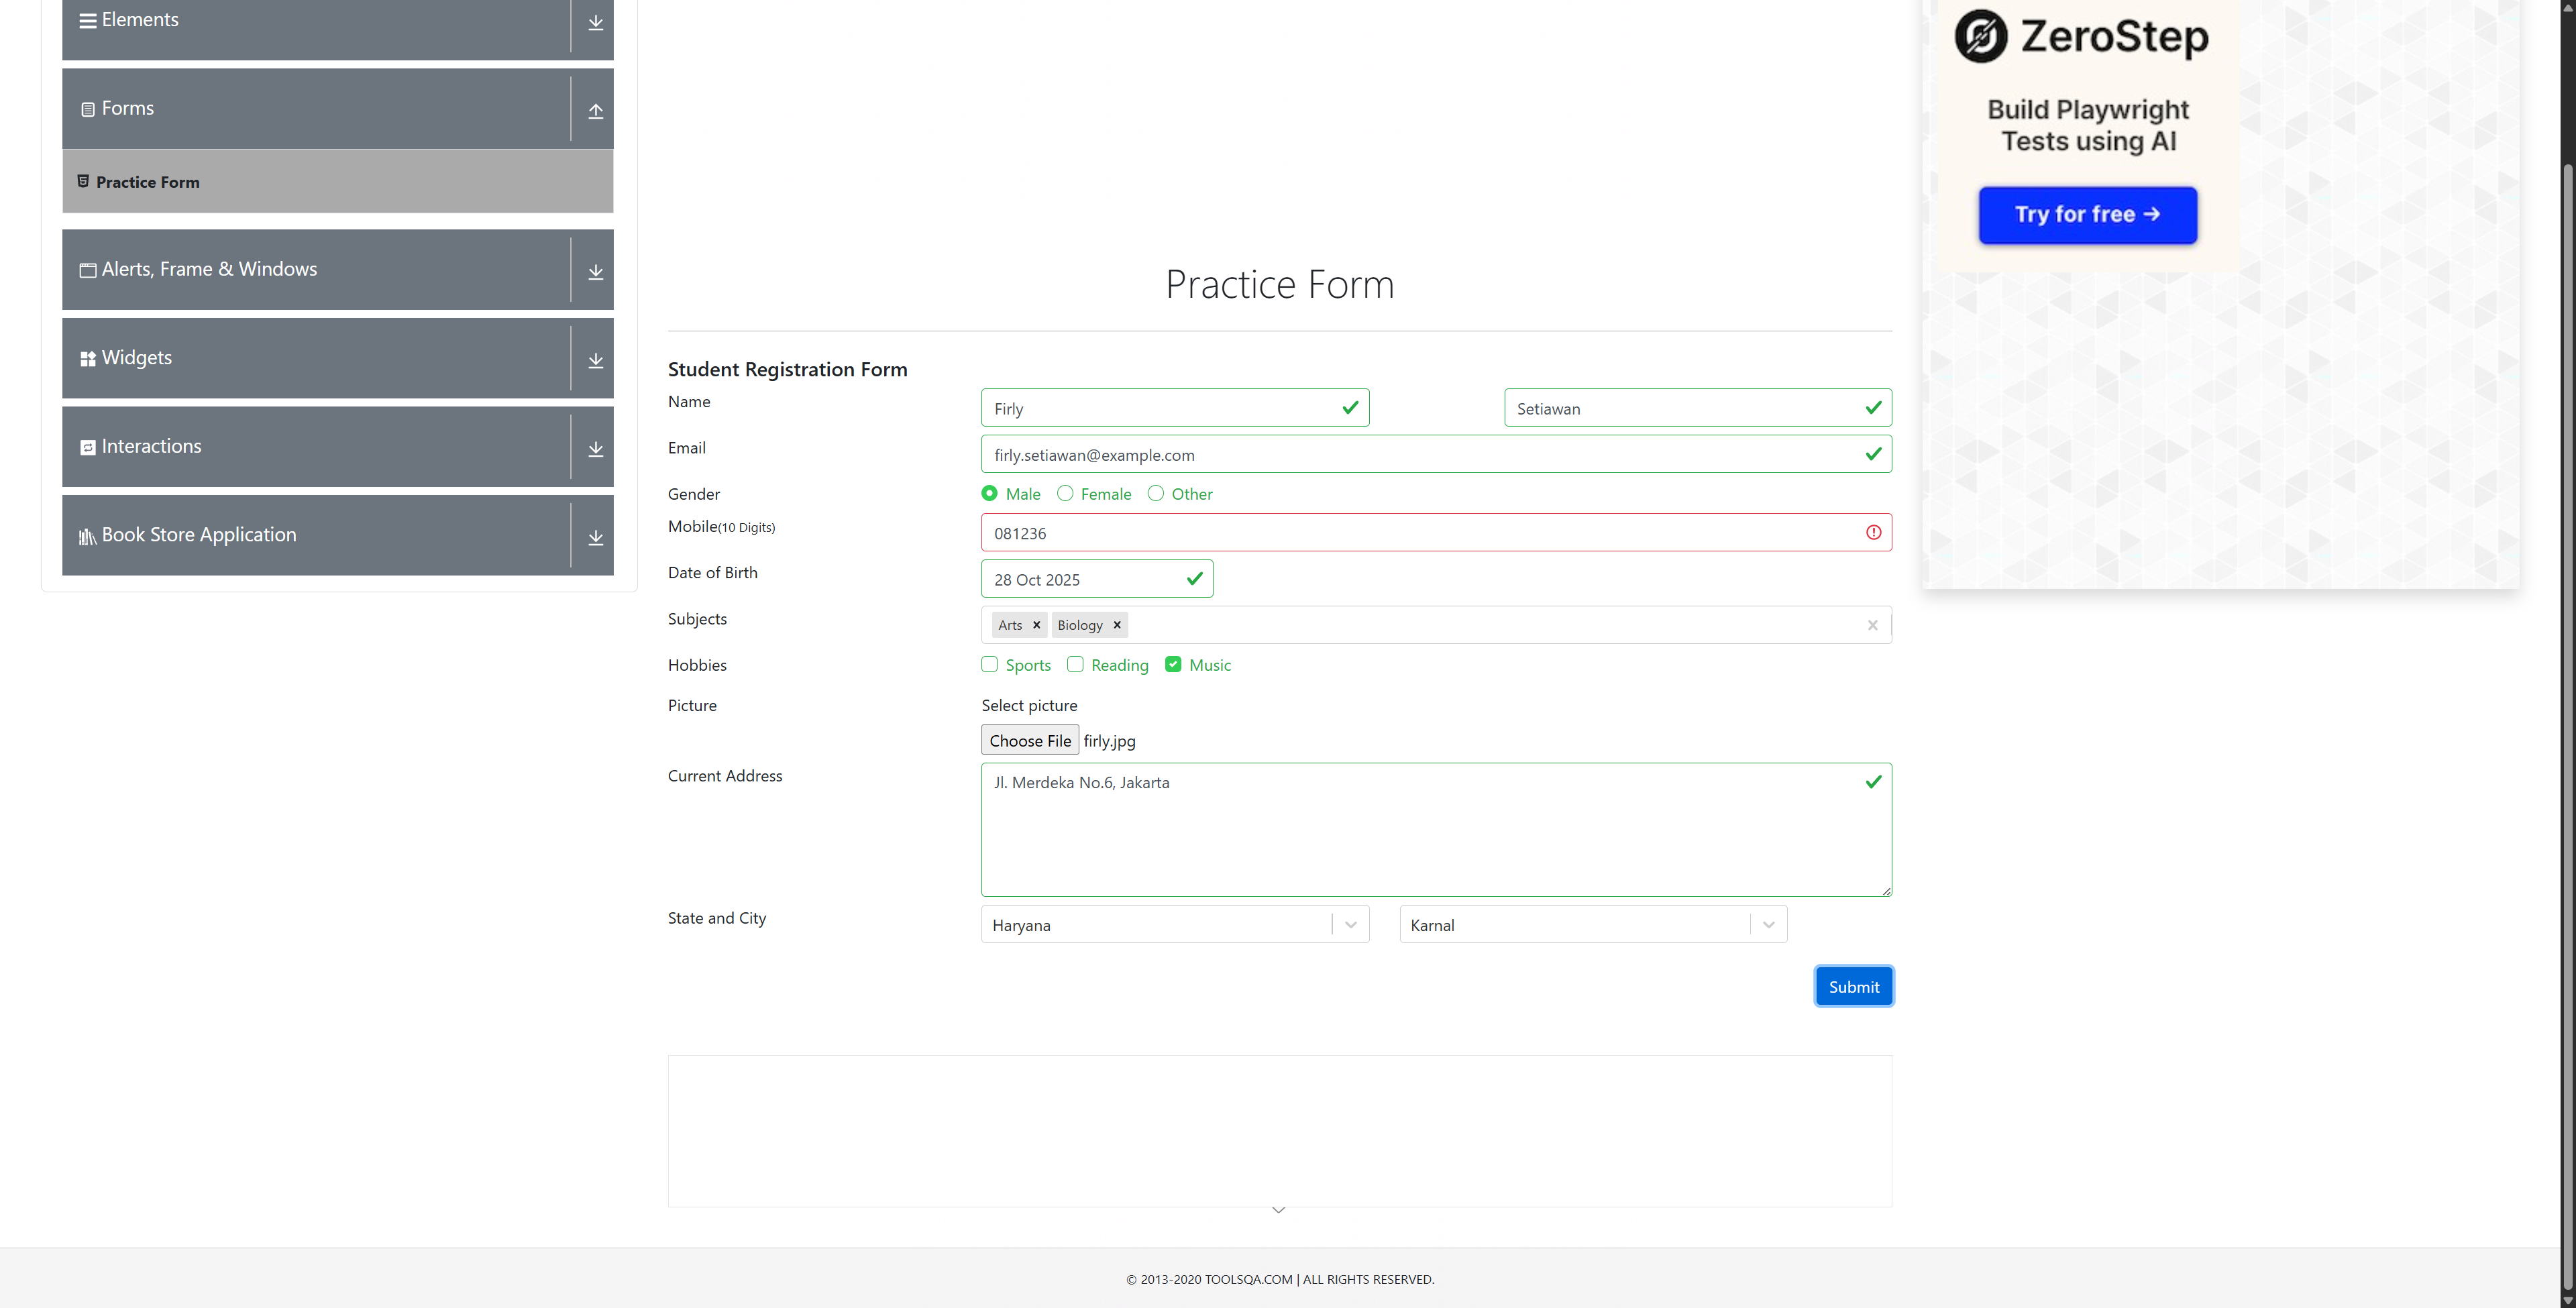 Elements
Forms
Practice Form
Alerts, Frame & Windows
Widgets
Interactions
Book Store Application
Practice Form
Student Registration Form
Name Firly Setiawan
Email firly.setiawan@example.com
Gender Male Female Other
Mobile(10 Digits) 081236
Date of Birth 28 Oct 2025
Subjects Arts Biology
Hobbies Sports Reading Music
Picture Select picture
Choose File firly.jpg
Current Address Jl. Merdeka No.6, Jakarta
State and City Haryana Karnal
Submit
ZeroStep
Build Playwright
Tests using AI
Try for free →
© 2013-2020 TOOLSQA.COM | ALL RIGHTS RESERVED.